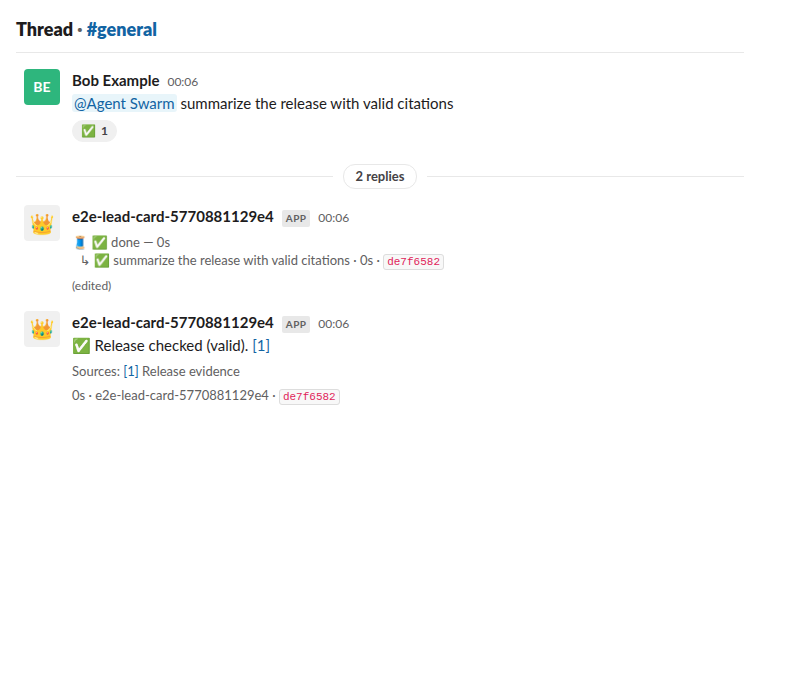 Thread • #general
BE
Bob Example 00:06
@Agent Swarm summarize the release with valid citations
✅ 1
2 replies
e2e-lead-card-5770881129e4 APP 00:06
🧵 ✅ done — 0s
↳ ✅ summarize the release with valid citations · 0s · de7f6582
(edited)
e2e-lead-card-5770881129e4 APP 00:06
✅ Release checked (valid). [1]
Sources: [1] Release evidence
0s · e2e-lead-card-5770881129e4 · de7f6582